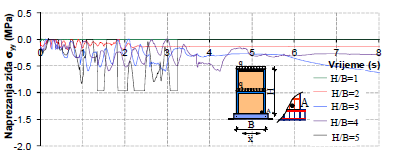 0.5
0.0
-0.5
-1.0
-1.5
-2.0
0 1 2 3 4 5 6 7 8
Naprezanja zida σy, (MPa)
Vrijeme (s)
H/B=1
H/B=2
H/B=3
H/B=4
H/B=5
H
B
A